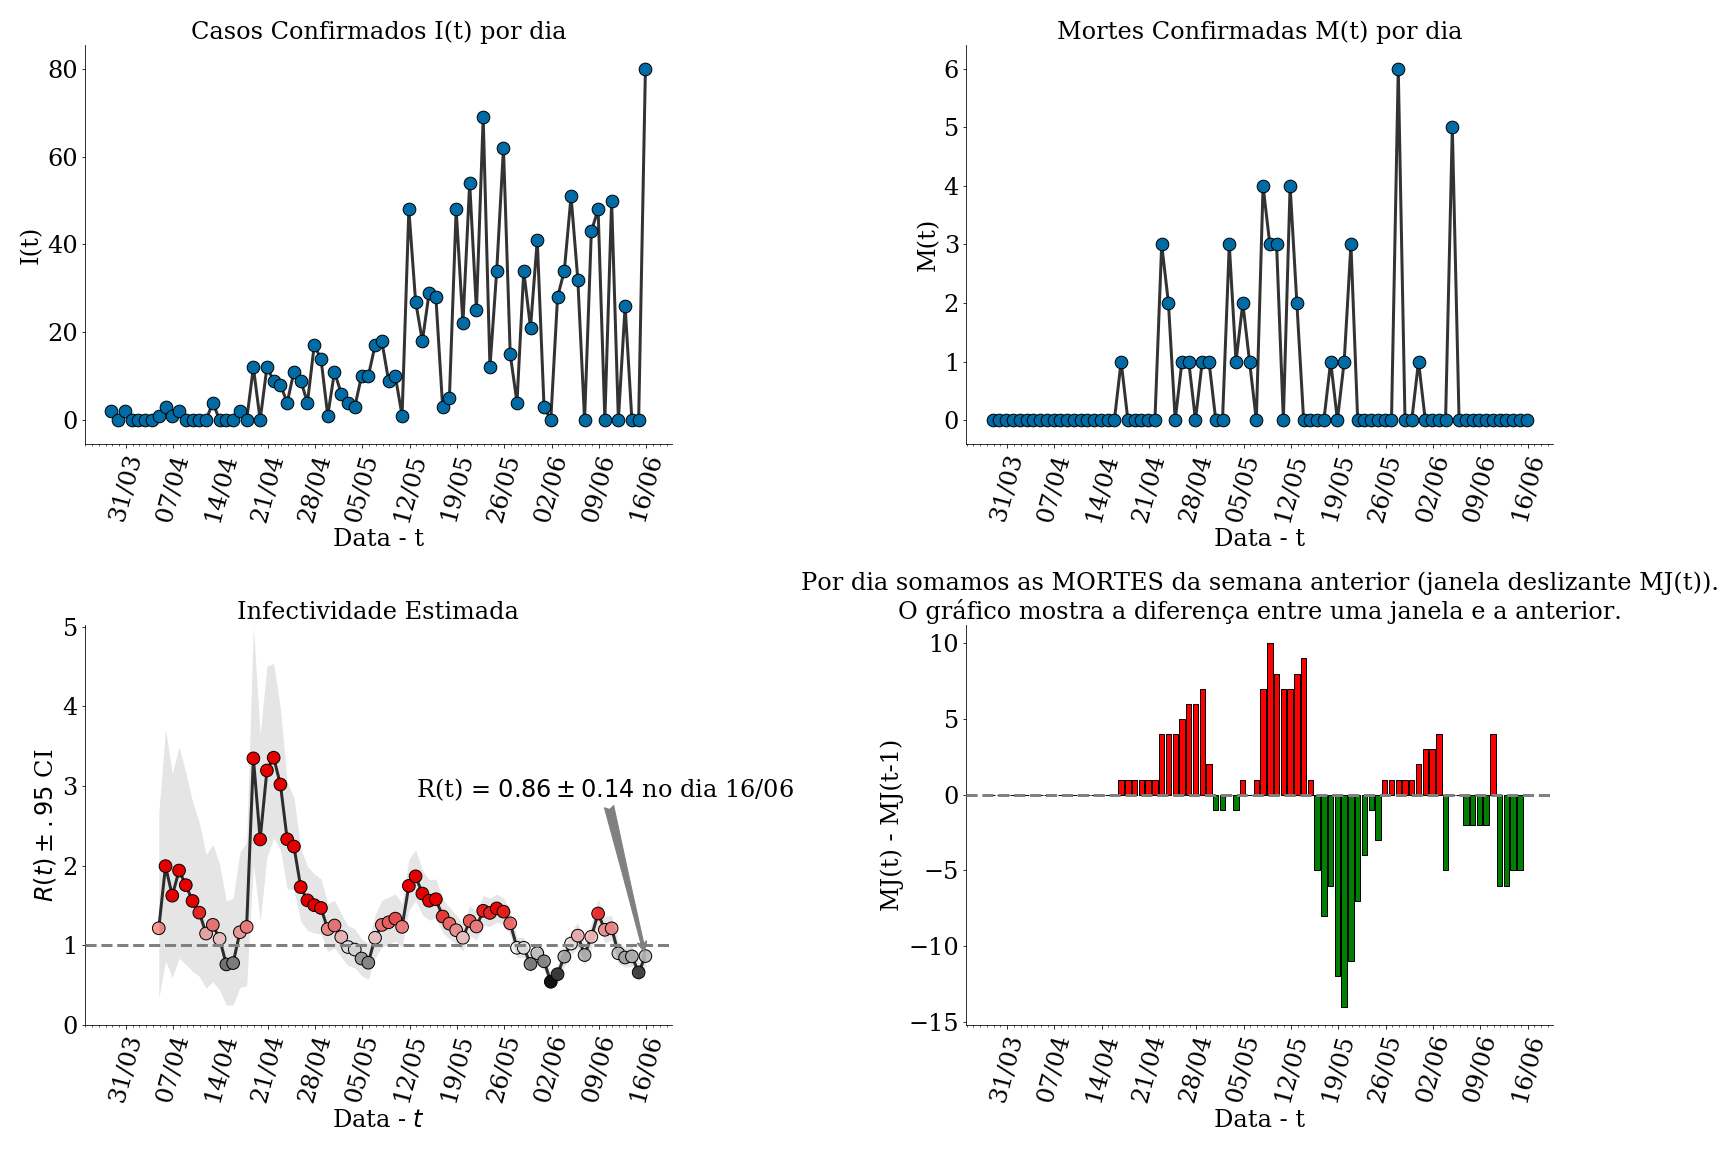 Casos Confirmados I(t) por dia
80
60
40
20
0
I(t)
31/03 07/04 14/04 21/04 28/04 05/05 12/05 19/05 26/05 02/06 09/06 16/06
Data - t
Mortes Confirmadas M(t) por dia
6
5
4
3
2
1
0
M(t)
31/03 07/04 14/04 21/04 28/04 05/05 12/05 19/05 26/05 02/06 09/06 16/06
Data - t
Infectividade Estimada
5
4
3
2
1
0
R(t) ± .95 CI
R(t) = 0.86 ± 0.14 no dia 16/06
31/03 07/04 14/04 21/04 28/04 05/05 12/05 19/05 26/05 02/06 09/06 16/06
Data - t
Por dia somamos as MORTES da semana anterior (janela deslizante MJ(t)).
O gráfico mostra a diferença entre uma janela e a anterior.
10
5
0
−5
−10
−15
MJ(t) - MJ(t-1)
31/03 07/04 14/04 21/04 28/04 05/05 12/05 19/05 26/05 02/06 09/06 16/06
Data - t